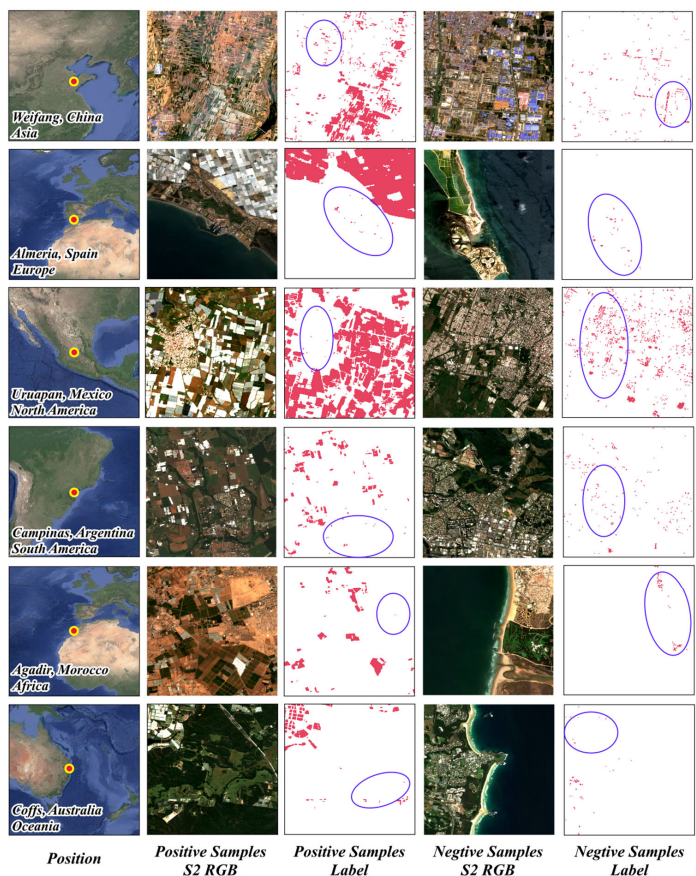 Weifang, China
Asia
Almeria, Spain
Europe
Uruapan, Mexico
North America
Campinas, Argentina
South America
Agadir, Morocco
Africa
Coffs, Australia
Oceania
Position
Positive Samples
S2 RGB
Positive Samples
Label
Negtive Samples
S2 RGB
Negtive Samples
Label